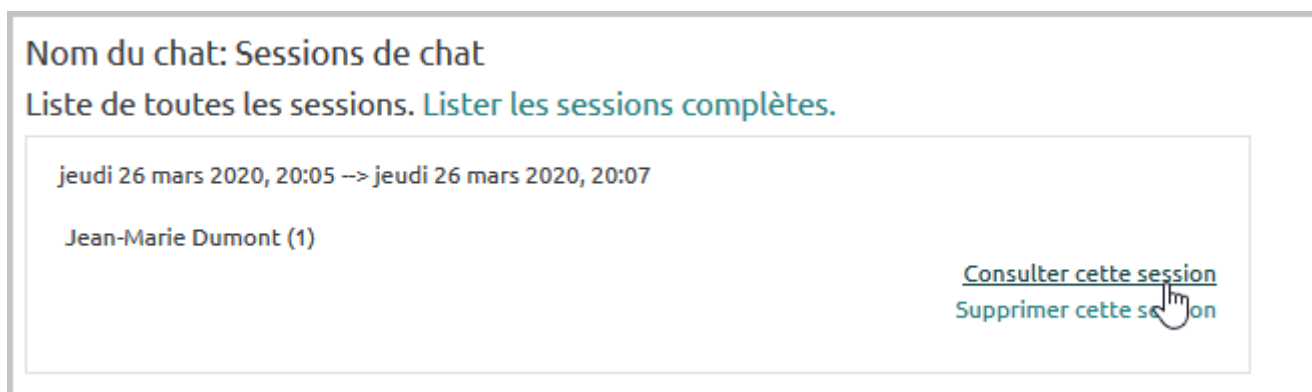 Nom du chat: Sessions de chat
Liste de toutes les sessions. Lister les sessions complètes.
jeudi 26 mars 2020, 20:05 --> jeudi 26 mars 2020, 20:07
Jean-Marie Dumont (1)
Consulter cette session
Supprimer cette session